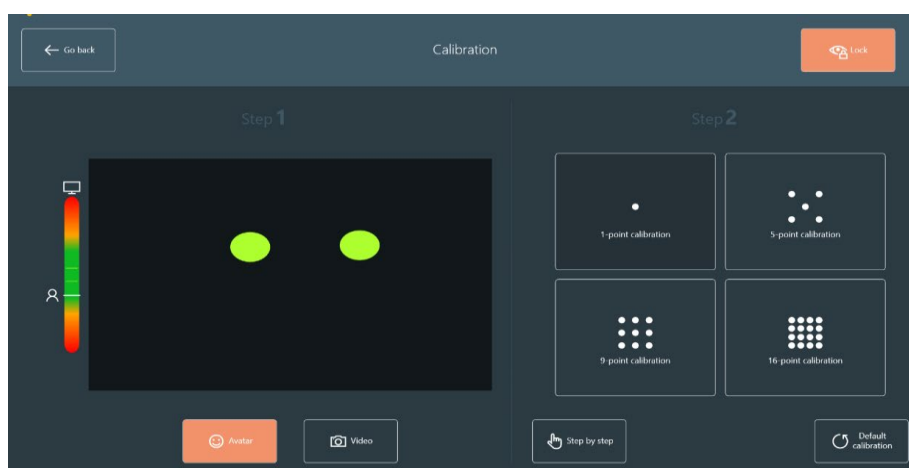 Go back
Calibration
Lock
Step 1
Step 2
1-point calibration
5-point calibration
9-point calibration
16-point calibration
Avatar
Video
Step by step
Default
calibration